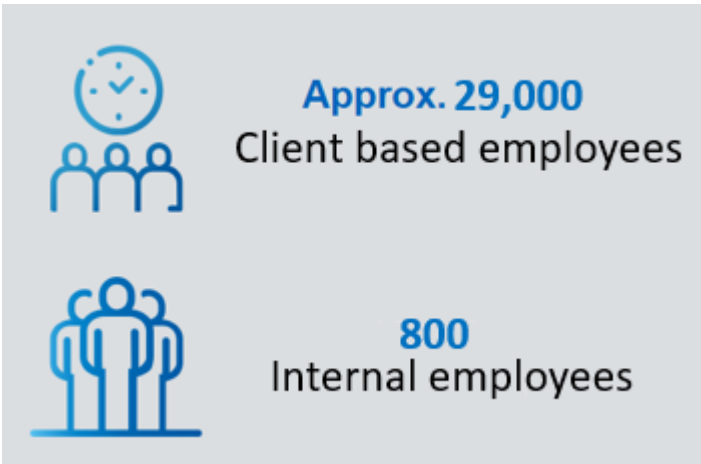 Approx. 29,000
Client based employees
800
Internal employees